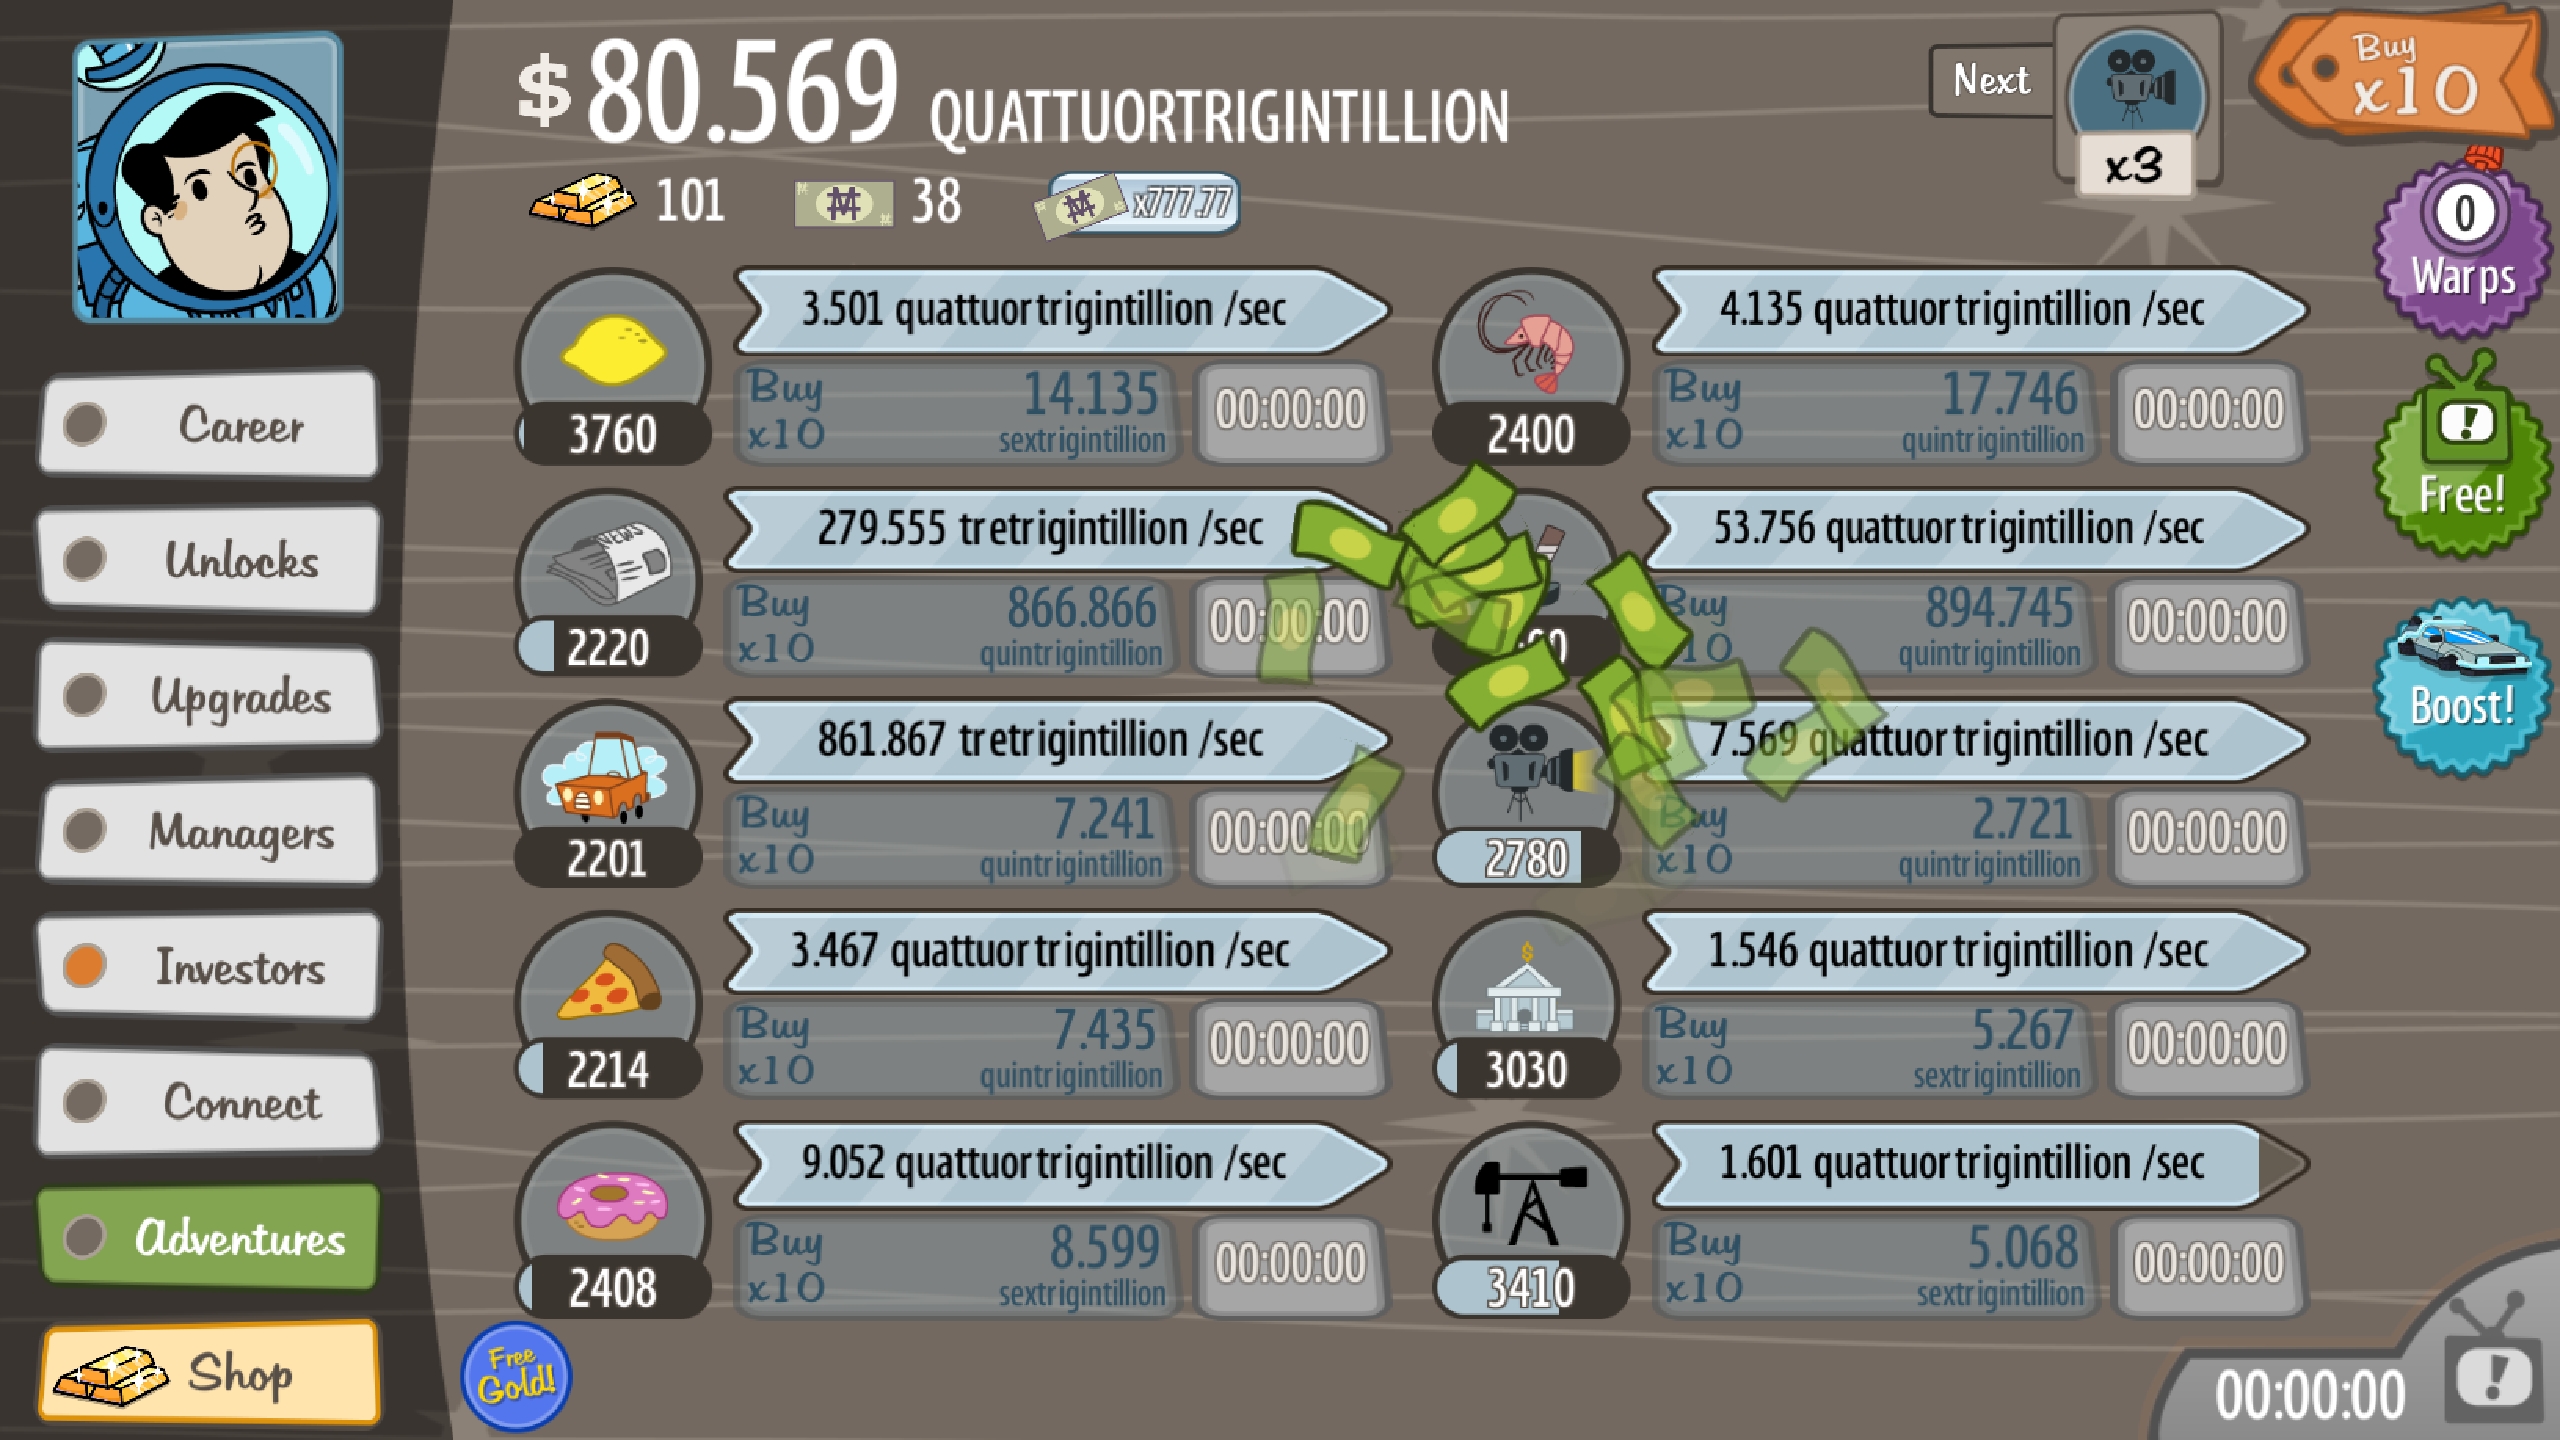 $80.569 QUATTUORTRIGINTILLION
101 38 x777.77
Next
x3
Buy
x10
0
Warps
Free!
Boost!
Career
Unlocks
Upgrades
Managers
Investors
Connect
Adventures
Shop
3.501 quattuortrigintillion /sec
3760
Buy
x10
14.135
sextrigintillion
00:00:00
4.135 quattuortrigintillion /sec
2400
Buy
x10
17.746
quintrigintillion
00:00:00
NEWS
279.555 tretrigintillion /sec
2220
Buy
x10
866.866
quintrigintillion
00:00:00
53.756 quattuortrigintillion /sec
Buy
x10
894.745
quintrigintillion
00:00:00
861.867 tretrigintillion /sec
2201
Buy
x10
7.241
quintrigintillion
00:00:00
7.569 quattuortrigintillion /sec
2780
Buy
x10
2.721
quintrigintillion
00:00:00
3.467 quattuortrigintillion /sec
2214
Buy
x10
7.435
quintrigintillion
00:00:00
$
1.546 quattuortrigintillion /sec
3030
Buy
x10
5.267
sextrigintillion
00:00:00
9.052 quattuortrigintillion /sec
2408
Buy
x10
8.599
sextrigintillion
00:00:00
1.601 quattuortrigintillion /sec
3410
Buy
x10
5.068
sextrigintillion
00:00:00
Free
Gold!
00:00:00